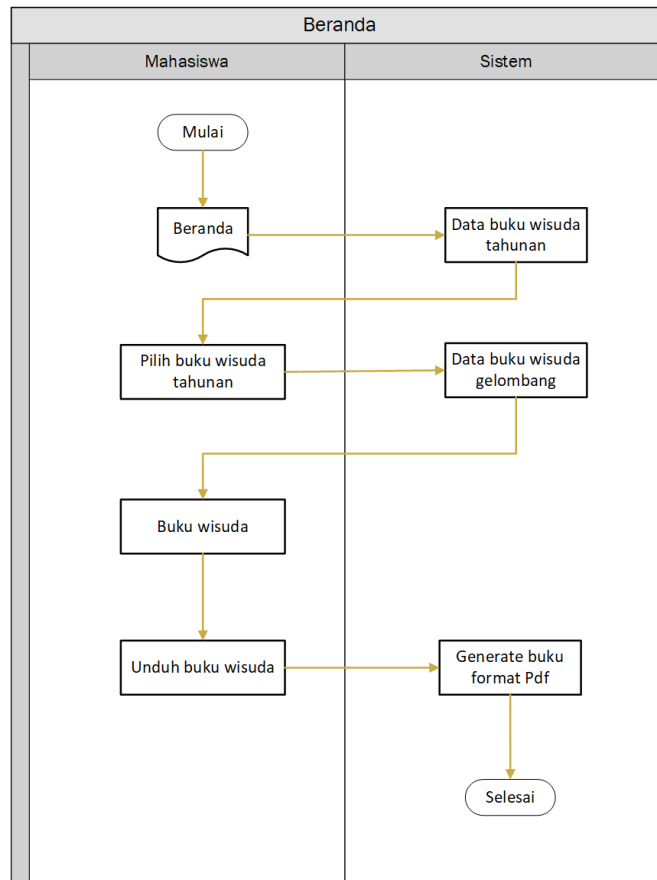 Beranda
Mahasiswa
Sistem
Mulai
Beranda
Data buku wisuda
tahunan
Pilih buku wisuda
tahunan
Data buku wisuda
gelombang
Buku wisuda
Unduh buku wisuda
Generate buku
format Pdf
Selesai